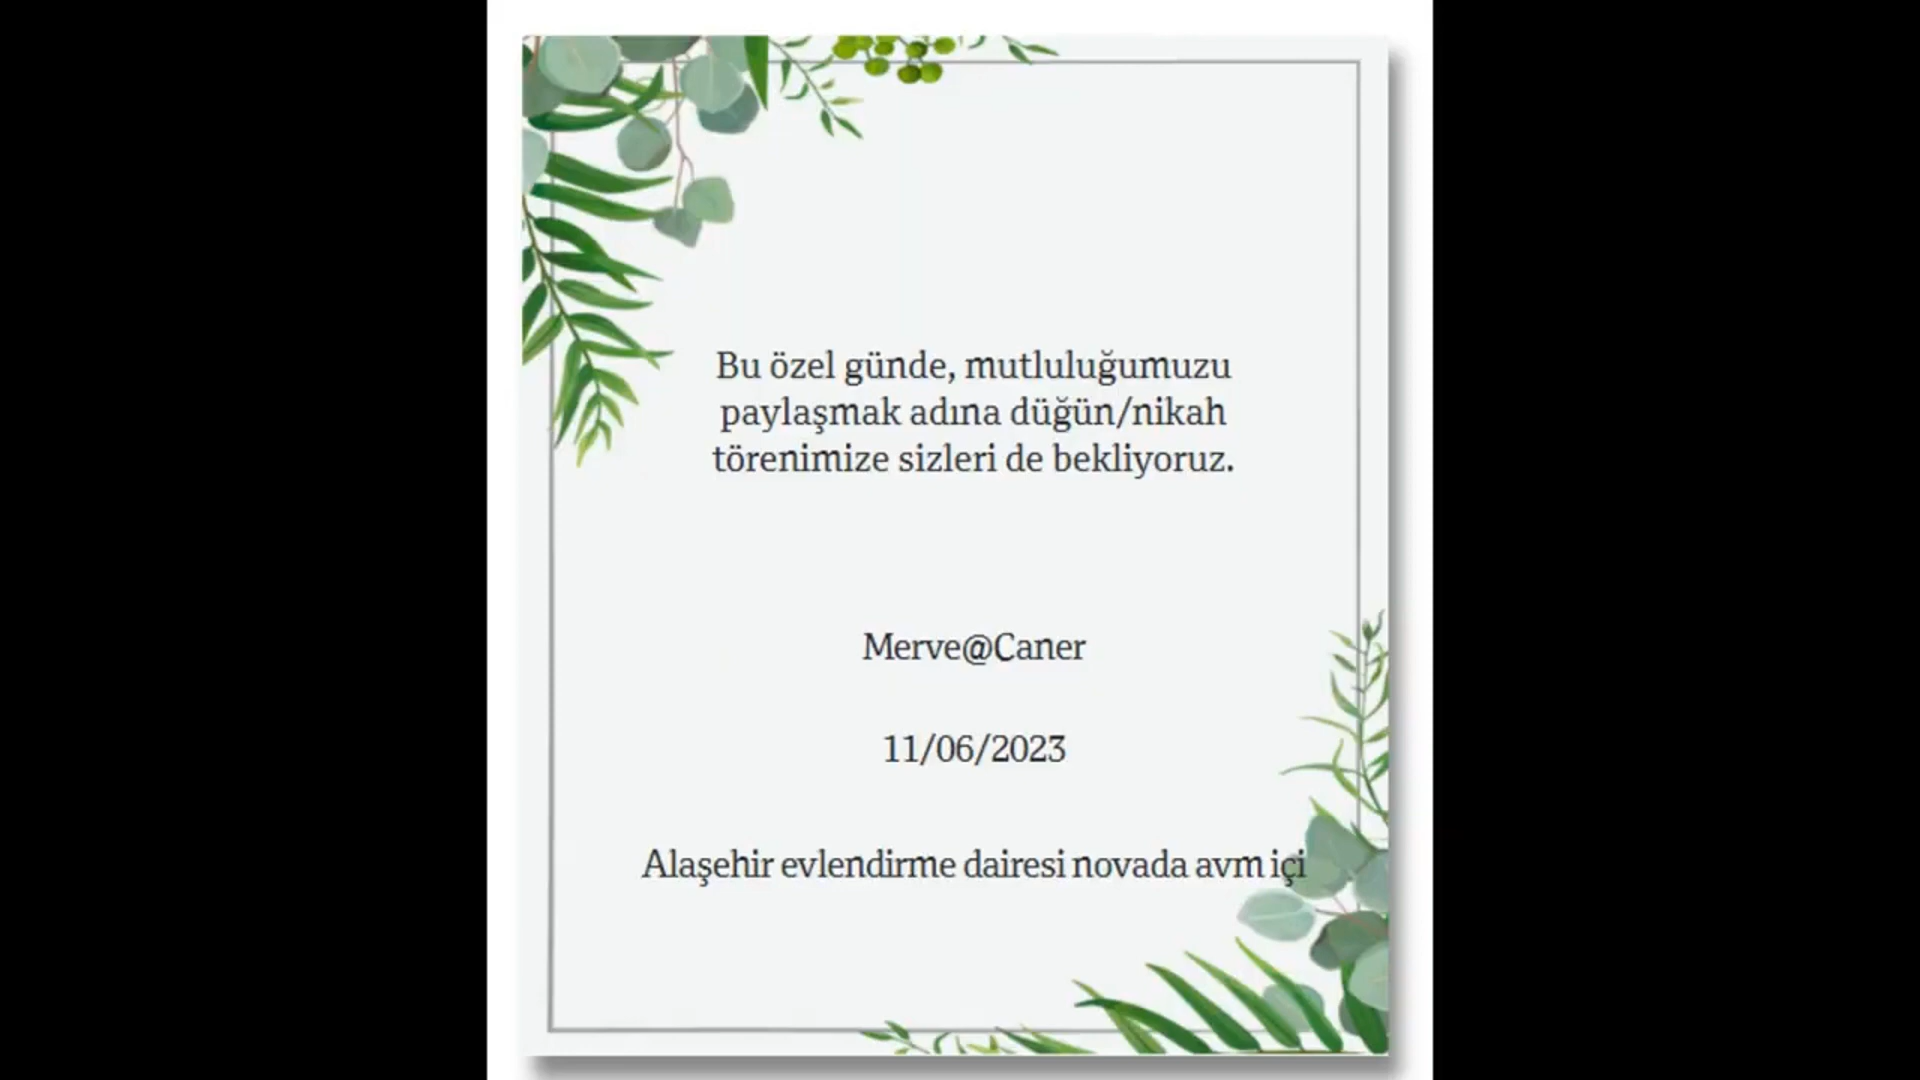 Bu özel günde, mutluluğumuzu
paylaşmak adına düğün/nikah
törenimize sizleri de bekliyoruz.
Merve@Caner
11/06/2023
Alaşehir evlendirme dairesi novada avm içi